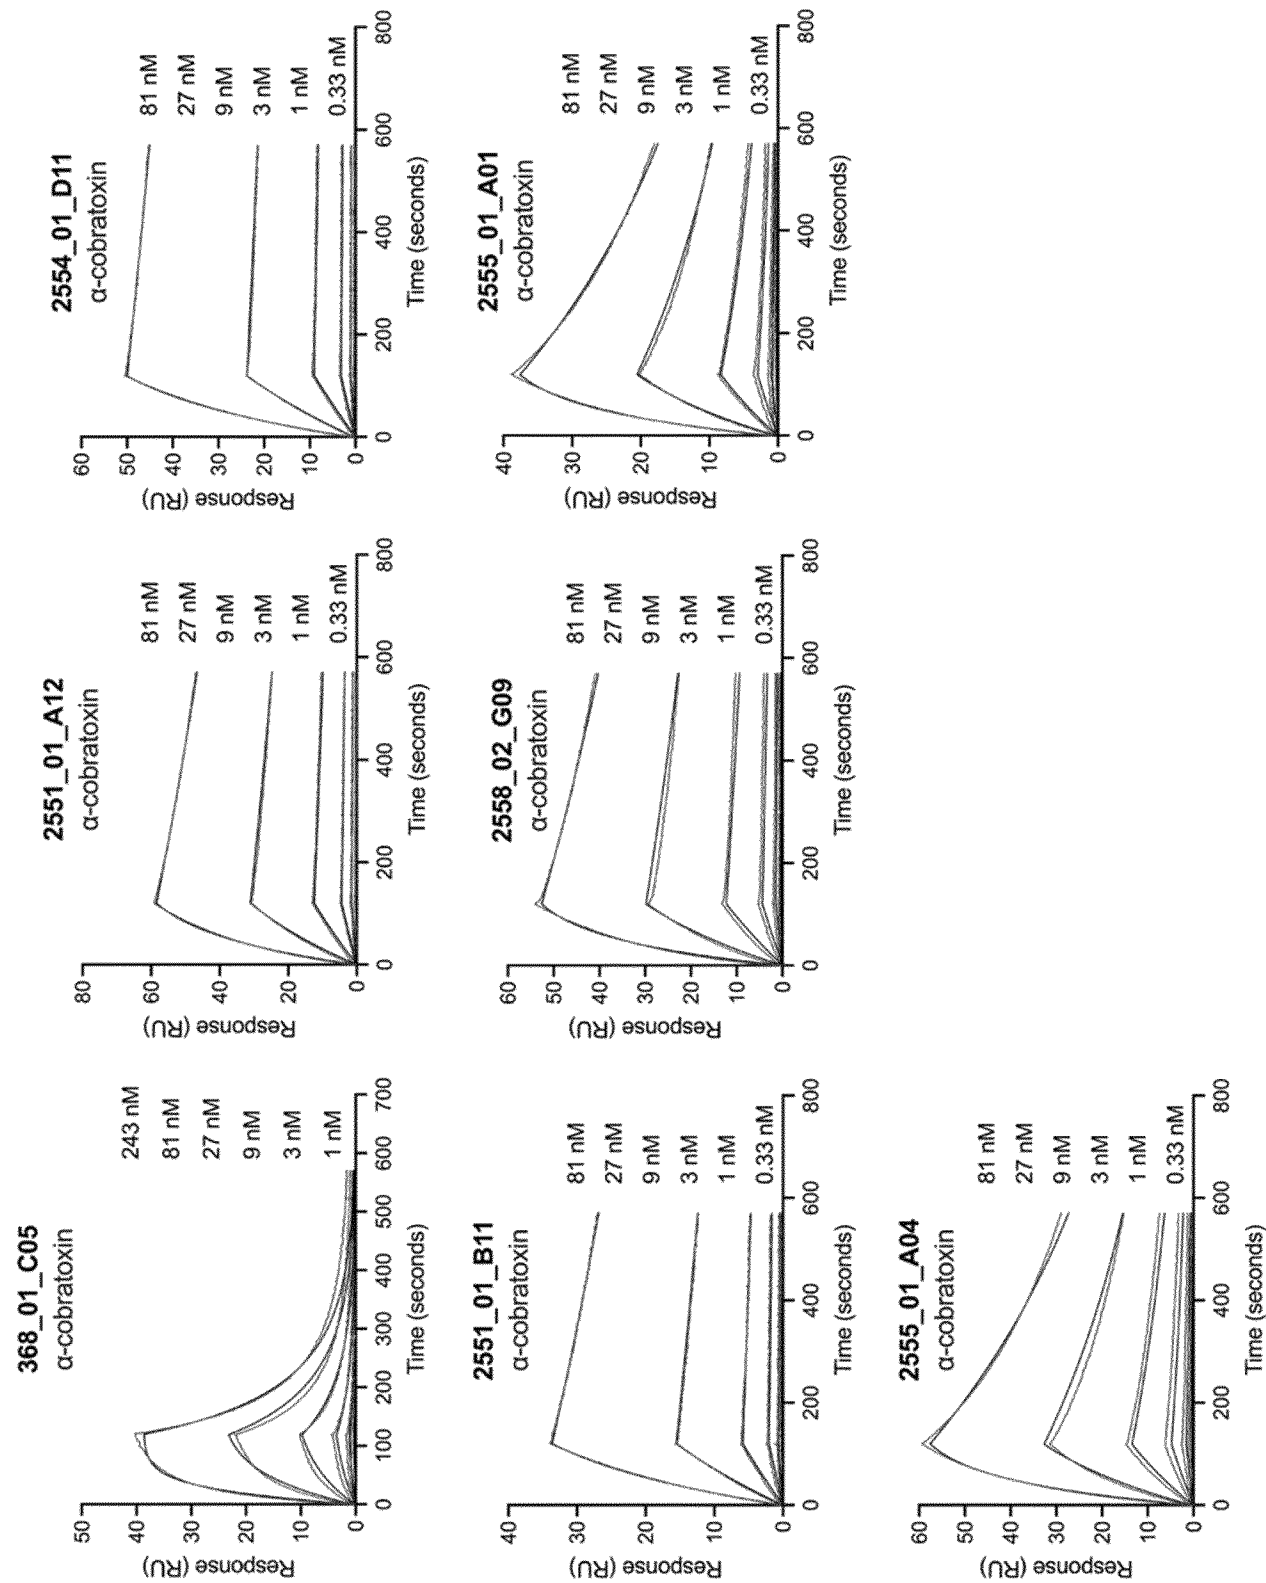 368_01_C05
α-cobratoxin
Response (RU)
50
40
30
20
10
0
243 nM
81 nM
27 nM
9 nM
3 nM
1 nM
0 100 200 300 400 500 600 700
Time (seconds)
2551_01_A12
α-cobratoxin
Response (RU)
80
60
40
20
0
81 nM
27 nM
9 nM
3 nM
1 nM
0.33 nM
0 200 400 600 800
Time (seconds)
2554_01_D11
α-cobratoxin
Response (RU)
60
50
40
30
20
10
0
81 nM
27 nM
9 nM
3 nM
1 nM
0.33 nM
0 200 400 600 800
Time (seconds)
2551_01_B11
α-cobratoxin
Response (RU)
40
30
20
10
0
81 nM
27 nM
9 nM
3 nM
1 nM
0.33 nM
0 200 400 600 800
Time (seconds)
2558_02_G09
α-cobratoxin
Response (RU)
60
50
40
30
20
10
0
81 nM
27 nM
9 nM
3 nM
1 nM
0.33 nM
0 200 400 600 800
Time (seconds)
2555_01_A01
α-cobratoxin
Response (RU)
40
30
20
10
0
81 nM
27 nM
9 nM
3 nM
1 nM
0.33 nM
0 200 400 600 800
Time (seconds)
2555_01_A04
α-cobratoxin
Response (RU)
60
50
40
30
20
10
0
81 nM
27 nM
9 nM
3 nM
1 nM
0.33 nM
0 200 400 600 800
Time (seconds)